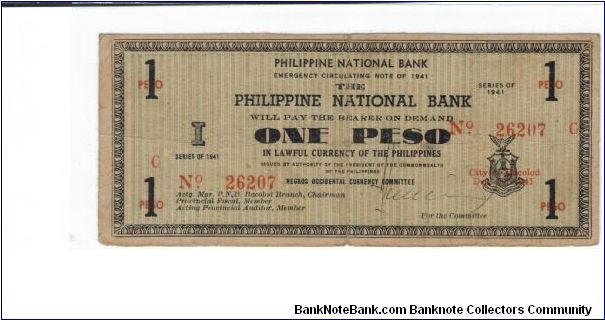 1 PHILIPPINE NATIONAL BANK 1
EMERGENCY CIRCULATING NOTE OF 1941
PESO THE SERIES OF 1941 PESO
PHILIPPINE NATIONAL BANK
WILL PAY THE BEARER ON DEMAND
I ONE PESO Nº 26207 C
IN LAWFUL CURRENCY OF THE PHILIPPINES
C SERIES OF 1941
ISSUED BY AUTHORITY OF THE PRESIDENT OF THE COMMONWEALTH
OF THE PHILIPPINES
Nº 26207 NEGROS OCCIDENTAL CURRENCY COMMITTEE City of Bacolod
1 Actg. Mgr. P.N.B. Bacolod Branch, Chairman 1
Provincial Fiscal, Member
PESO Acting Provincial Auditor, Member For the Committee PESO
BankNoteBank.com Banknote Collectors Community